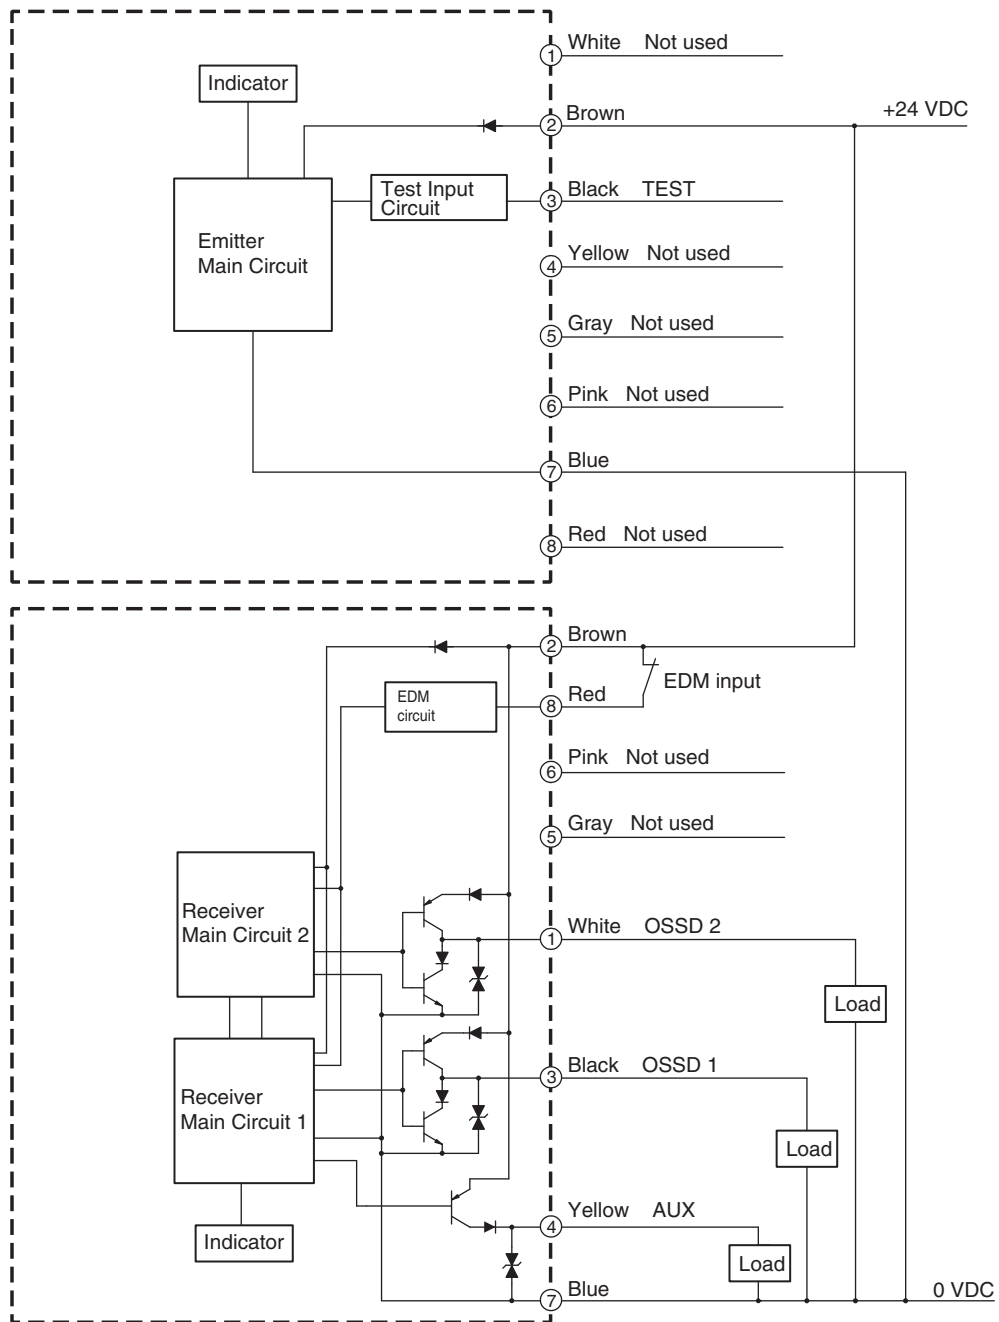 1 White Not used
Indicator
2 Brown +24 VDC
Test Input
Circuit
3 Black TEST
Emitter
Main Circuit
4 Yellow Not used
5 Gray Not used
6 Pink Not used
7 Blue
8 Red Not used
2 Brown
EDM input
EDM
circuit
8 Red
6 Pink Not used
5 Gray Not used
Receiver
Main Circuit 2
1 White OSSD 2
Load
Receiver
Main Circuit 1
3 Black OSSD 1
Load
Indicator
4 Yellow AUX
Load
7 Blue 0 VDC